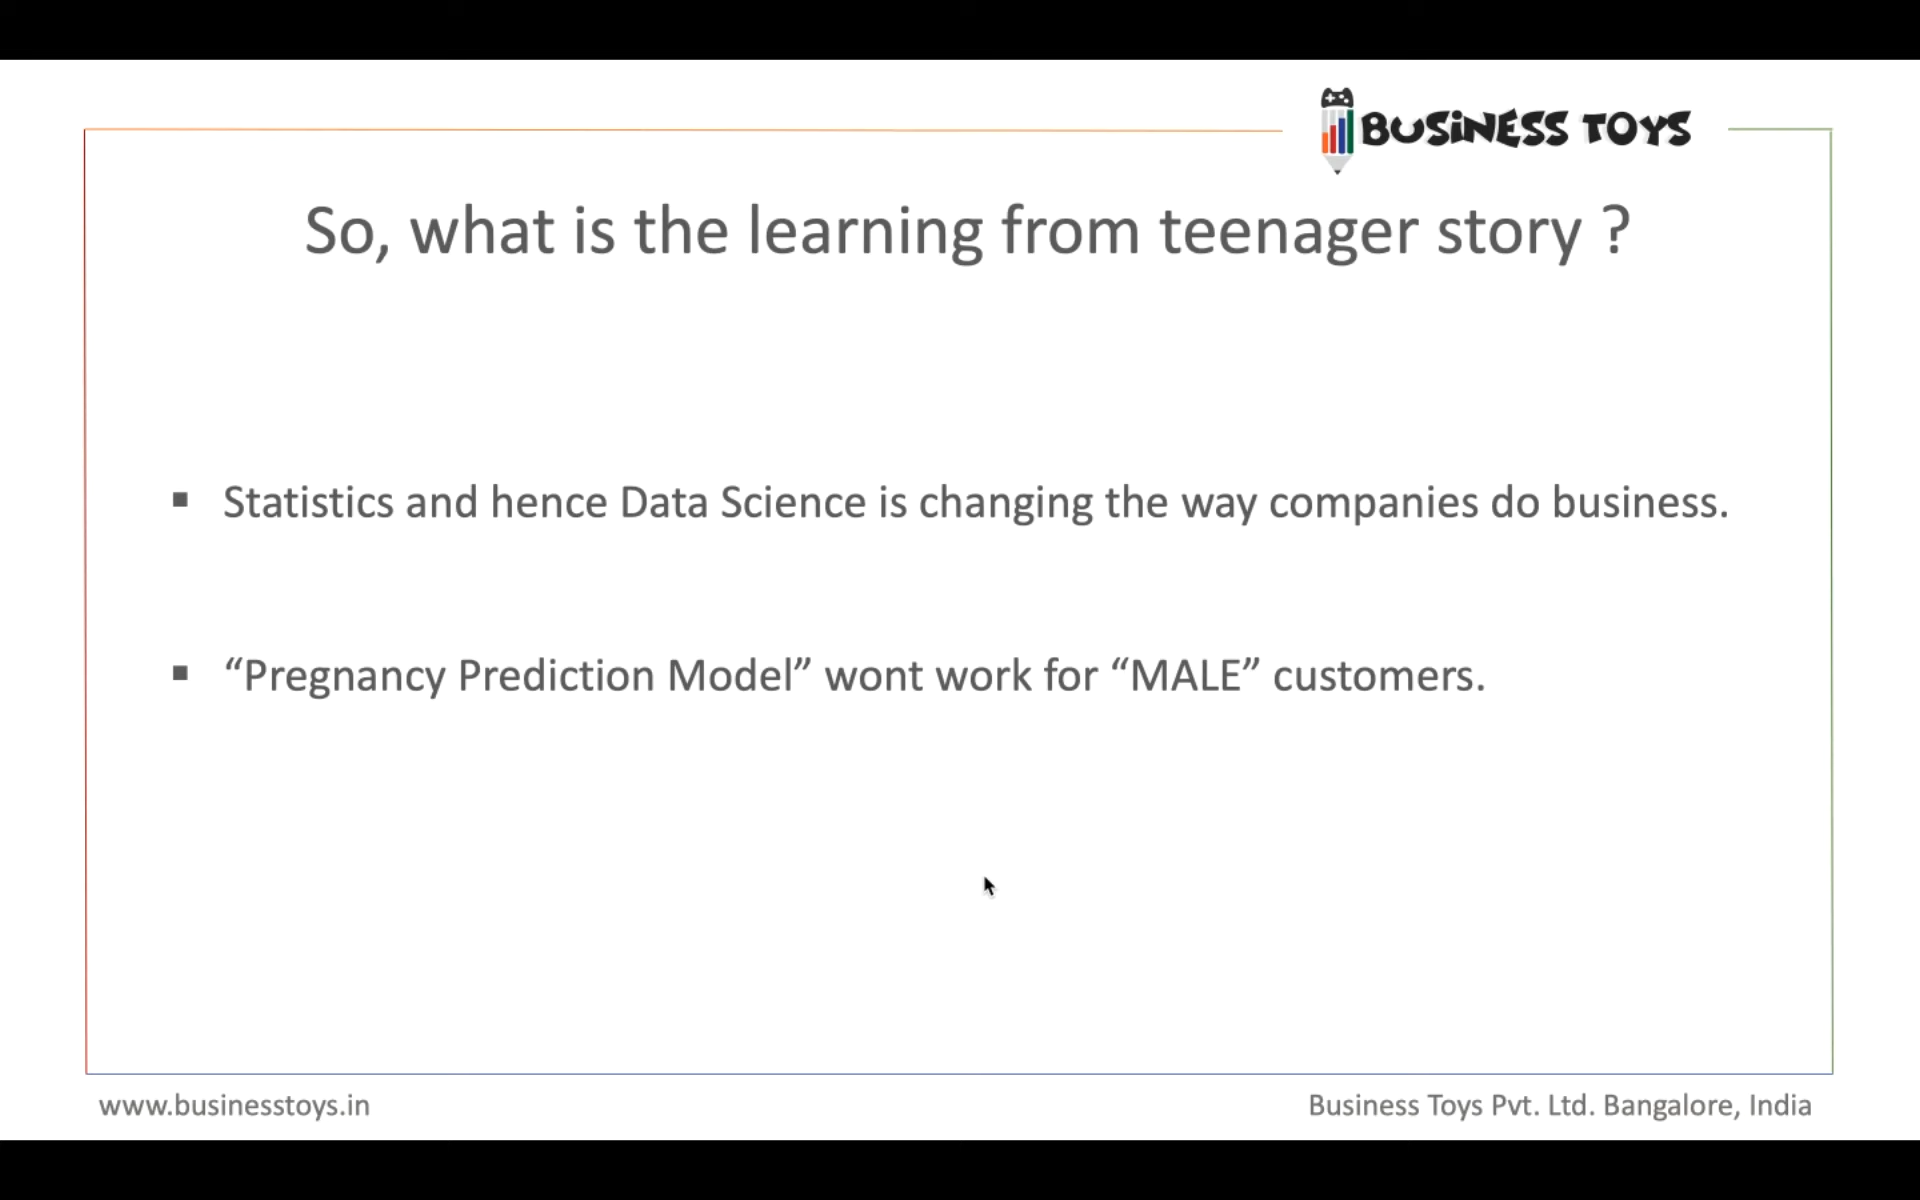 BUSiNESS TOYS
So, what is the learning from teenager story ?
▪ Statistics and hence Data Science is changing the way companies do business.
▪ “Pregnancy Prediction Model” wont work for “MALE” customers.
www.businesstoys.in
Business Toys Pvt. Ltd. Bangalore, India